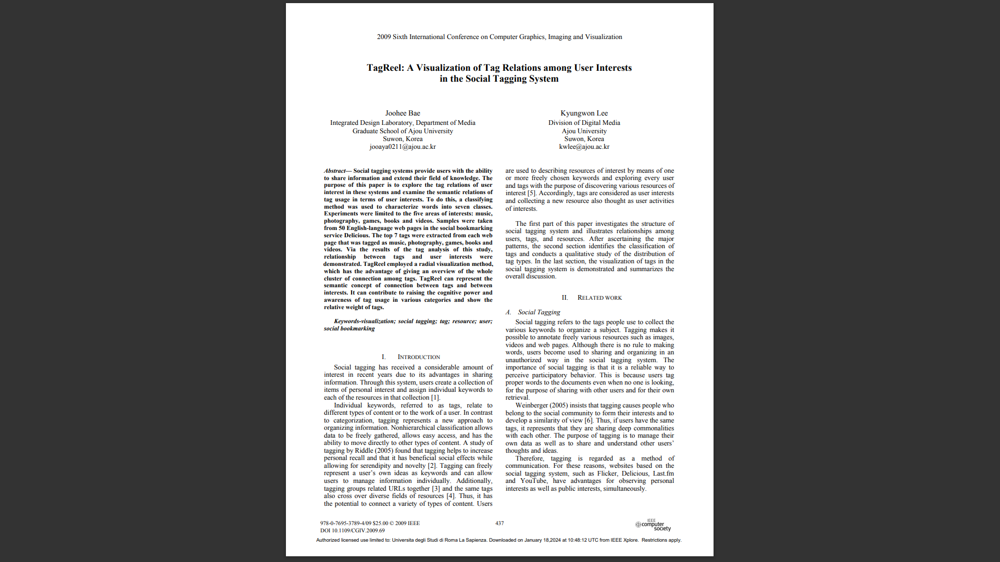 2009 Sixth International Conference on Computer Graphics, Imaging and Visualization
TagReel: A Visualization of Tag Relations among User Interests
in the Social Tagging System
Joohee Bae
Integrated Design Laboratory, Department of Media
Graduate School of Ajou University
Suwon, Korea
jooaya0211@ajou.ac.kr
Kyungwon Lee
Division of Digital Media
Ajou University
Suwon, Korea
kwlee@ajou.ac.kr
Abstract— Social tagging systems provide users with the ability
to share information and extend their field of knowledge. The
purpose of this paper is to explore the tag relations of user
interest in these systems and examine the semantic relations of
tag usage in terms of user interests. To do this, a classifying
method was used to characterize words into seven classes.
Experiments were limited to the five areas of interests: music,
photography, games, books and videos. Samples were taken
from 50 English-language web pages in the social bookmarking
service Delicious. The top 7 tags were extracted from each web
page that was tagged as music, photography, games, books and
videos. Via the results of the tag analysis of this study,
relationship between tags and user interests were
demonstrated. TagReel employed a radial visualization method,
which has the advantage of giving an overview of the whole
cluster of connection among tags. TagReel can represent the
semantic concept of connection between tags and between
interests. It can contribute to raising the cognitive power and
awareness of tag usage in various categories and show the
relative weight of tags.
Keywords-visualization; social tagging; tag; resource; user;
social bookmarking
I. INTRODUCTION
Social tagging has received a considerable amount of
interest in recent years due to its advantages in sharing
information. Through this system, users create a collection of
items of personal interest and assign individual keywords to
each of the resources in that collection [1].
Individual keywords, referred to as tags, relate to
different types of content or to the work of a user. In contrast
to categorization, tagging represents a new approach to
organizing information. Nonhierarchical classification allows
data to be freely gathered, allows easy access, and has the
ability to move directly to other types of content. A study of
tagging by Riddle (2005) found that tagging helps to increase
personal recall and that it has beneficial social effects while
allowing for serendipity and novelty [2]. Tagging can freely
represent a user’s own ideas as keywords and can allow
users to manage information individually. Additionally,
tagging groups related URLs together [3] and the same tags
also cross over diverse fields of resources [4]. Thus, it has
the potential to connect a variety of types of content. Users
are used to describing resources of interest by means of one
or more freely chosen keywords and exploring every user
and tags with the purpose of discovering various resources of
interest [5]. Accordingly, tags are considered as user interests
and collecting a new resource also thought as user activities
of interests.
The first part of this paper investigates the structure of
social tagging system and illustrates relationships among
users, tags, and resources. After ascertaining the major
patterns, the second section identifies the classification of
tags and conducts a qualitative study of the distribution of
tag types. In the last section, the visualization of tags in the
social tagging system is demonstrated and summarizes the
overall discussion.
II. RELATED WORK
A. Social Tagging
Social tagging refers to the tags people use to collect the
various keywords to organize a subject. Tagging makes it
possible to annotate freely various resources such as images,
videos and web pages. Although there is no rule to making
words, users become used to sharing and organizing in an
unauthorized way in the social tagging system. The
importance of social tagging is that it is a reliable way to
perceive participatory behavior. This is because users tag
proper words to the documents even when no one is looking,
for the purpose of sharing with other users and for their own
retrieval.
Weinberger (2005) insists that tagging causes people who
belong to the social community to form their interests and to
develop a similarity of view [6]. Thus, if users have the same
tags, it represents that they are sharing deep commonalities
with each other. The purpose of tagging is to manage their
own data as well as to share and understand other users’
thoughts and ideas.
Therefore, tagging is regarded as a method of
communication. For these reasons, websites based on the
social tagging system, such as Flicker, Delicious, Last.fm
and YouTube, have advantages for observing personal
interests as well as public interests, simultaneously.
978-0-7695-3789-4/09 $25.00 © 2009 IEEE
DOI 10.1109/CGIV.2009.69
437
IEEE
computer
society
Authorized licensed use limited to: Universita degli Studi di Roma La Sapienza. Downloaded on January 18,2024 at 10:48:12 UTC from IEEE Xplore. Restrictions apply.